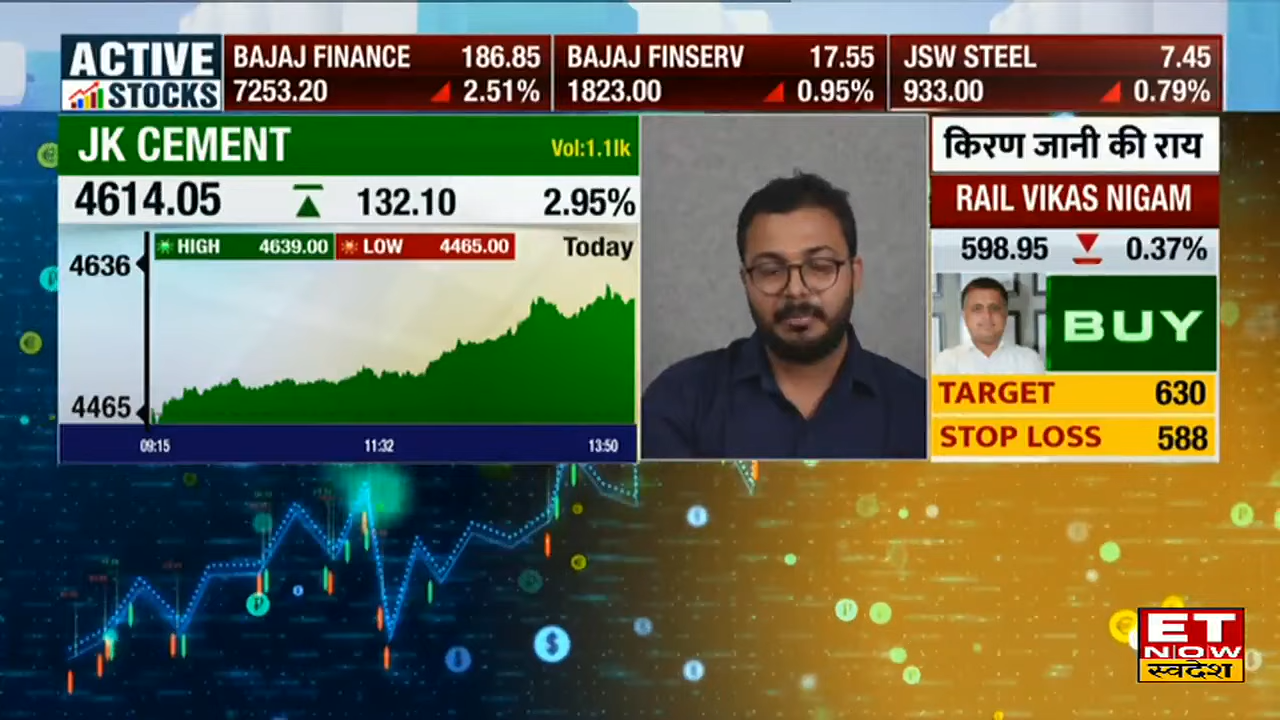 ACTIVE
STOCKS
BAJAJ FINANCE 186.85
7253.20 2.51%
BAJAJ FINSERV 17.55
1823.00 0.95%
JSW STEEL 7.45
933.00 0.79%
JK CEMENT Vol:1.1lk
4614.05 132.10 2.95%
HIGH 4639.00 LOW 4465.00 Today
4636
4465
09:15 11:32 13:50
किरण जानी की राय
RAIL VIKAS NIGAM
598.95 0.37%
BUY
TARGET 630
STOP LOSS 588
ET
NOW
स्वदेश